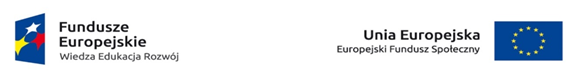 Fundusze
Europejskie
Wiedza Edukacja Rozwój
Unia Europejska
Europejski Fundusz Społeczny